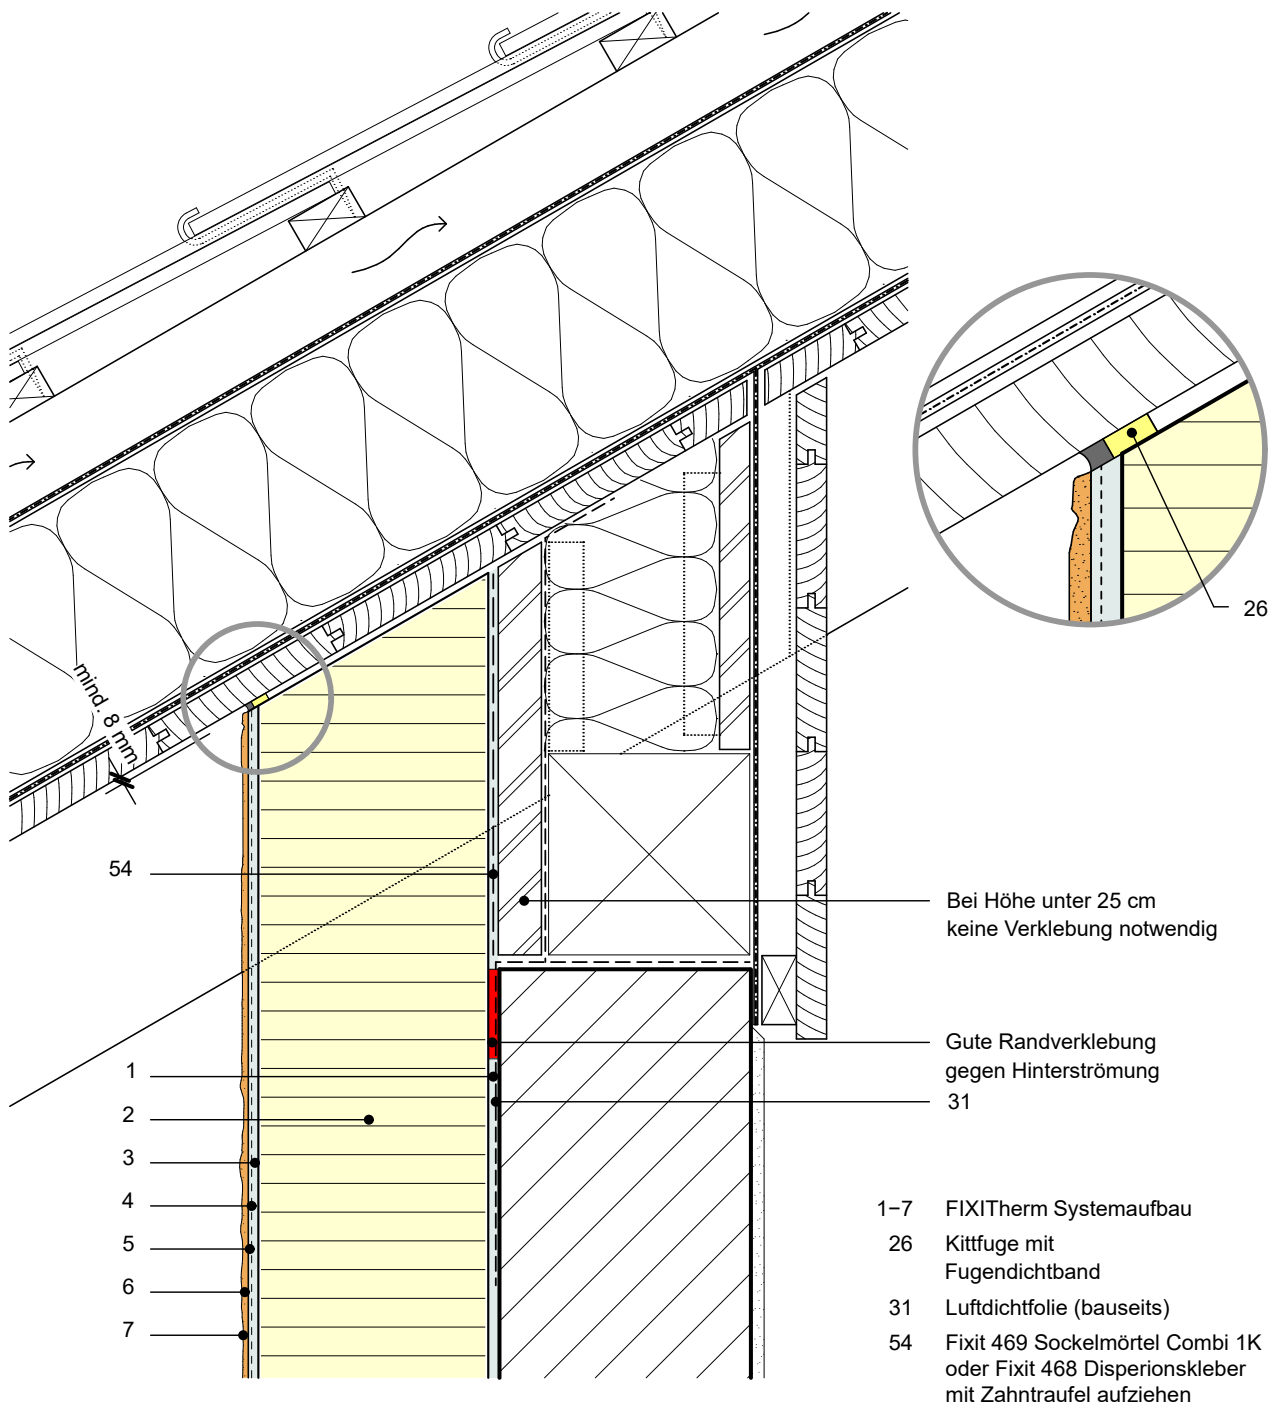 mind. 8 mm
26
54
Bei Höhe unter 25 cm
keine Verklebung notwendig
Gute Randverklebung
gegen Hinterströmung
1
31
2
3
4
5
6
7
1–7 FIXITherm Systemaufbau
26 Kittfuge mit
Fugendichtband
31 Luftdichtfolie (bauseits)
54 Fixit 469 Sockelmörtel Combi 1K
oder Fixit 468 Disperionskleber
mit Zahntraufel aufziehen